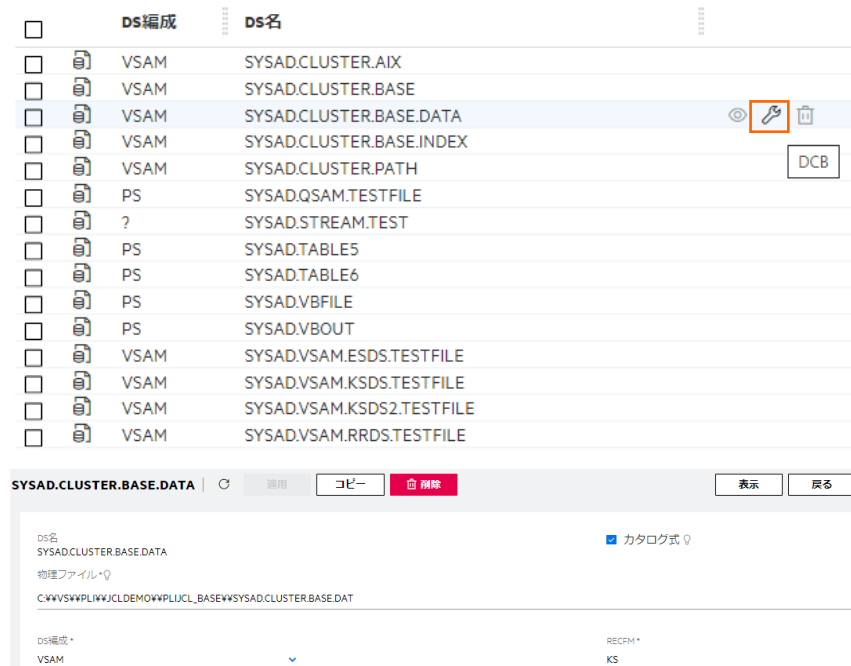 DS編成 DS名
VSAM SYSAD.CLUSTER.AIX
VSAM SYSAD.CLUSTER.BASE
VSAM SYSAD.CLUSTER.BASE.DATA
DCB
VSAM SYSAD.CLUSTER.BASE.INDEX
VSAM SYSAD.CLUSTER.PATH
PS SYSAD.QSAM.TESTFILE
? SYSAD.STREAM.TEST
PS SYSAD.TABLE5
PS SYSAD.TABLE6
PS SYSAD.VBFILE
PS SYSAD.VBOUT
VSAM SYSAD.VSAM.ESDS.TESTFILE
VSAM SYSAD.VSAM.KSDS.TESTFILE
VSAM SYSAD.VSAM.KSDS2.TESTFILE
VSAM SYSAD.VSAM.RRDS.TESTFILE
SYSAD.CLUSTER.BASE.DATA 適用 コピー 削除 表示 戻る
DS名
SYSAD.CLUSTER.BASE.DATA
カタログ式
物理ファイル*
C:¥¥VS¥¥PLI¥¥JCLDEMO¥¥PLIJCL_BASE¥¥SYSAD.CLUSTER.BASE.DAT
DS編成* RECFM*
VSAM KS